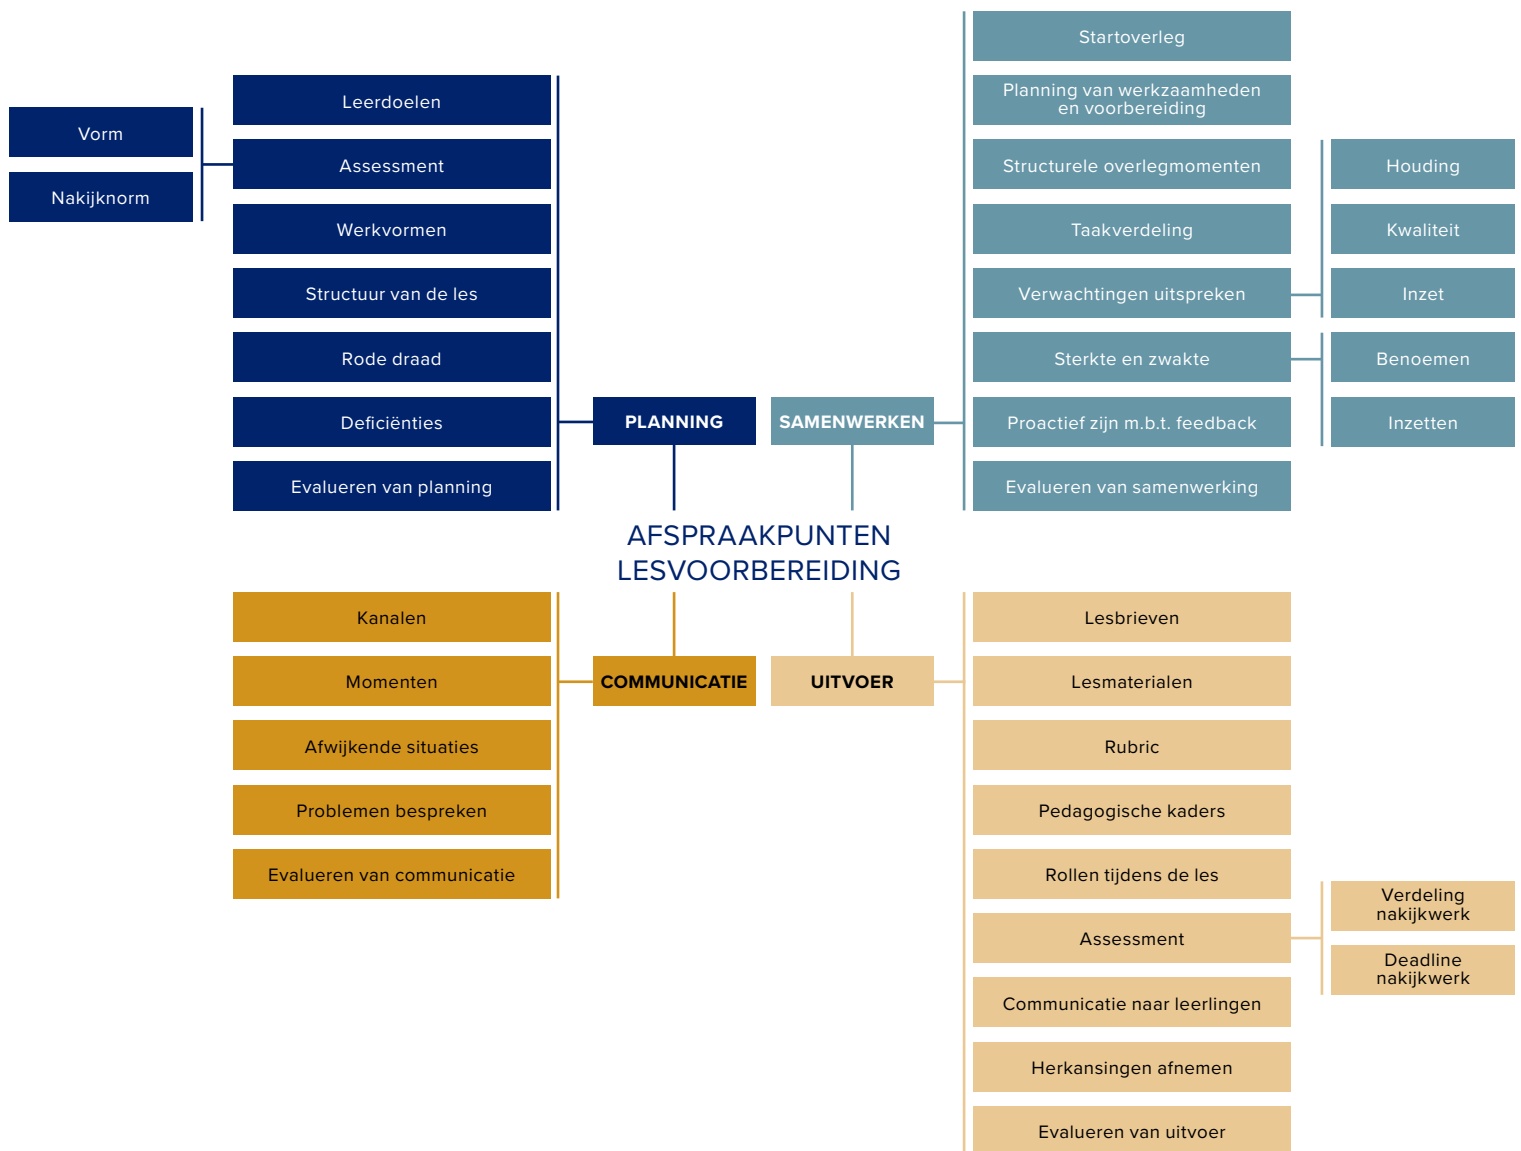 Vorm
Nakijknorm
Leerdoelen
Assessment
Werkvormen
Structuur van de les
Rode draad
Deficiënties
Evalueren van planning
PLANNING
SAMENWERKEN
Startoverleg
Planning van werkzaamheden
en voorbereiding
Structurele overlegmomenten
Taakverdeling
Verwachtingen uitspreken
Sterkte en zwakte
Proactief zijn m.b.t. feedback
Evalueren van samenwerking
Houding
Kwaliteit
Inzet
Benoemen
Inzetten
AFSPRAAKPUNTEN
LESVOORBEREIDING
Kanalen
Momenten
Afwijkende situaties
Problemen bespreken
Evalueren van communicatie
COMMUNICATIE
UITVOER
Lesbrieven
Lesmaterialen
Rubric
Pedagogische kaders
Rollen tijdens de les
Assessment
Communicatie naar leerlingen
Herkansingen afnemen
Evalueren van uitvoer
Verdeling
nakijkwerk
Deadline
nakijkwerk